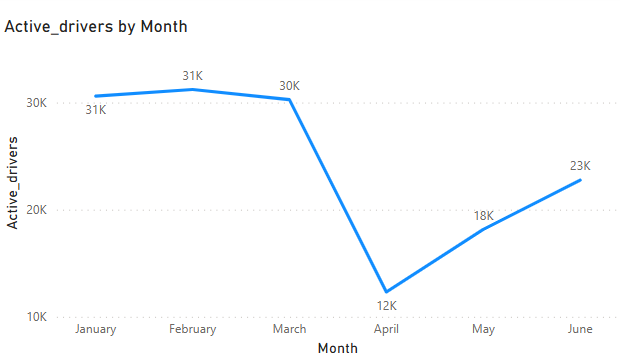 Active_drivers by Month
31K
30K
31K
30K
23K
20K
18K
12K
10K
Active_drivers
January February March April May June
Month